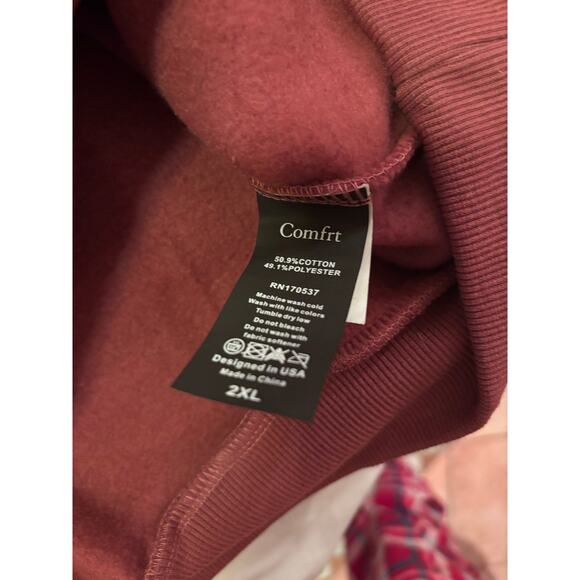 Comfrt
50.9%COTTON
49.1%POLYESTER
RN170537
Machine wash cold
Wash with like colors
Tumble dry low
Do not bleach
Do not wash with
fabric softener
Designed in USA
Made in China
2XL